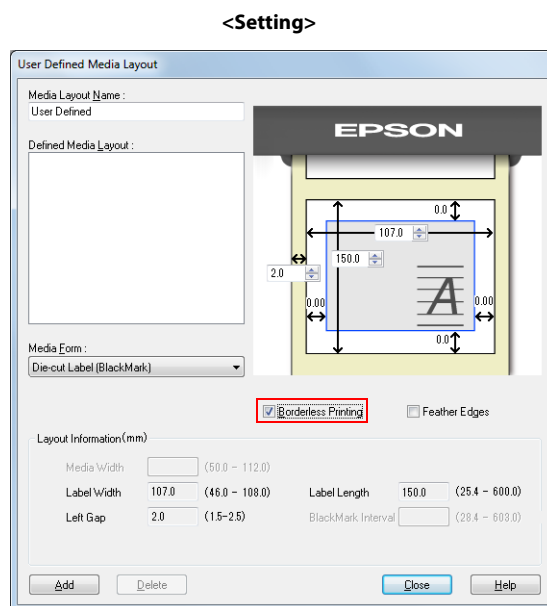 <Setting>
User Defined Media Layout
Media Layout Name :
User Defined
Defined Media Layout :
EPSON
0.0
107.0
150.0
2.0
A
0.00
0.00
0.0
Media Form :
Die-cut Label (BlackMark)
Borderless Printing
Feather Edges
Layout Information(mm)
Media Width (50.0 - 112.0)
Label Width 107.0 (46.0 - 108.0) Label Length 150.0 (25.4 - 600.0)
Left Gap 2.0 (1.5-2.5) BlackMark Interval (28.4 - 603.0)
Add Delete Close Help